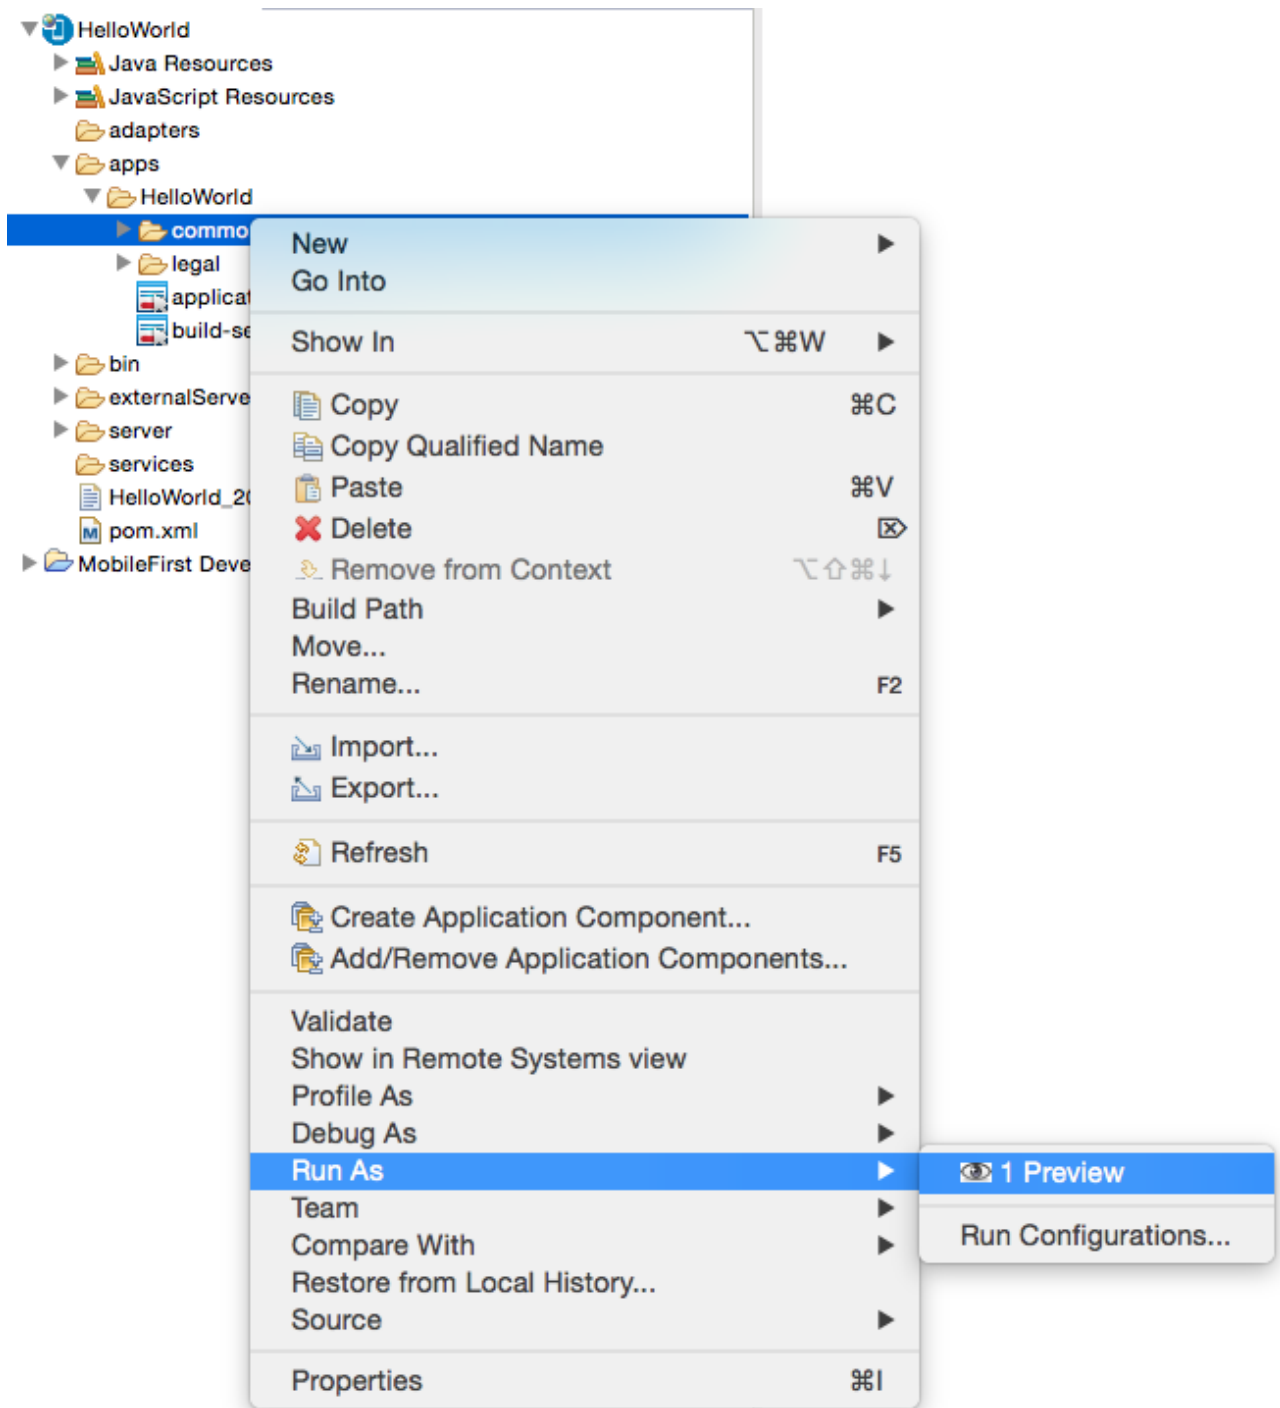 HelloWorld
Java Resources
JavaScript Resources
adapters
apps
HelloWorld
commo
legal
applicat
build-se
bin
externalServe
server
services
HelloWorld_20
pom.xml
MobileFirst Deve
New
Go Into
Show In ⌥⌘W
Copy ⌘C
Copy Qualified Name
Paste ⌘V
Delete ⌦
Remove from Context ⌥⇧⌘↓
Build Path
Move...
Rename... F2
Import...
Export...
Refresh F5
Create Application Component...
Add/Remove Application Components...
Validate
Show in Remote Systems view
Profile As
Debug As
Run As
Team
Compare With
Restore from Local History...
Source
Properties ⌘I
1 Preview
Run Configurations...